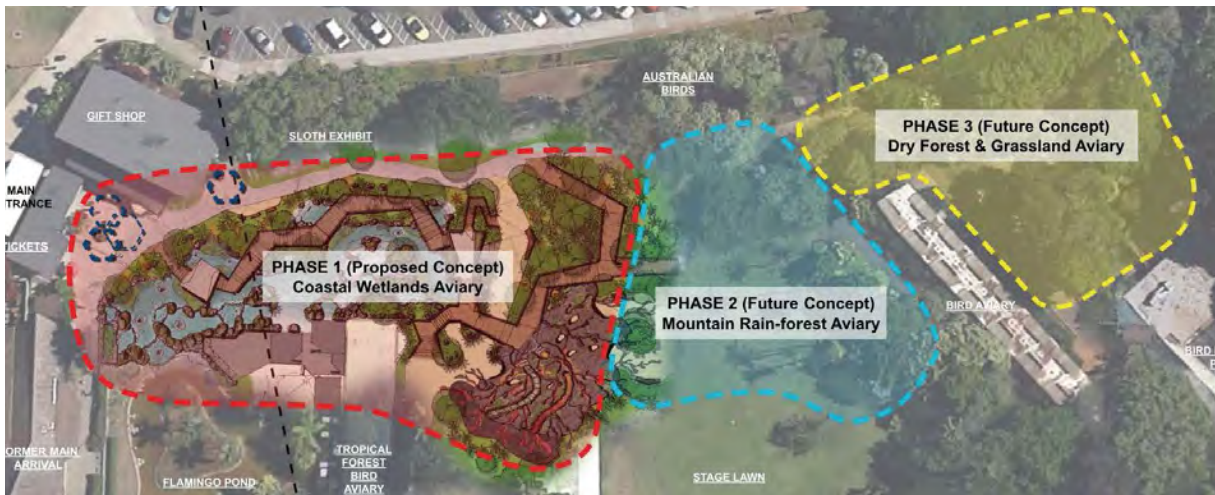 AUSTRALIAN
BIRDS
GIFT SHOP
SLOTH EXHIBIT
PHASE 3 (Future Concept)
Dry Forest & Grassland Aviary
MAIN
NTRANCE
TICKETS
PHASE 1 (Proposed Concept)
Coastal Wetlands Aviary
PHASE 2 (Future Concept)
Mountain Rain-forest Aviary
BIRD AVIARY
BIRD
ORMER MAIN
ARRIVAL
FLAMINGO POND
TROPICAL
FOREST
BIRD
AVIARY
STAGE LAWN